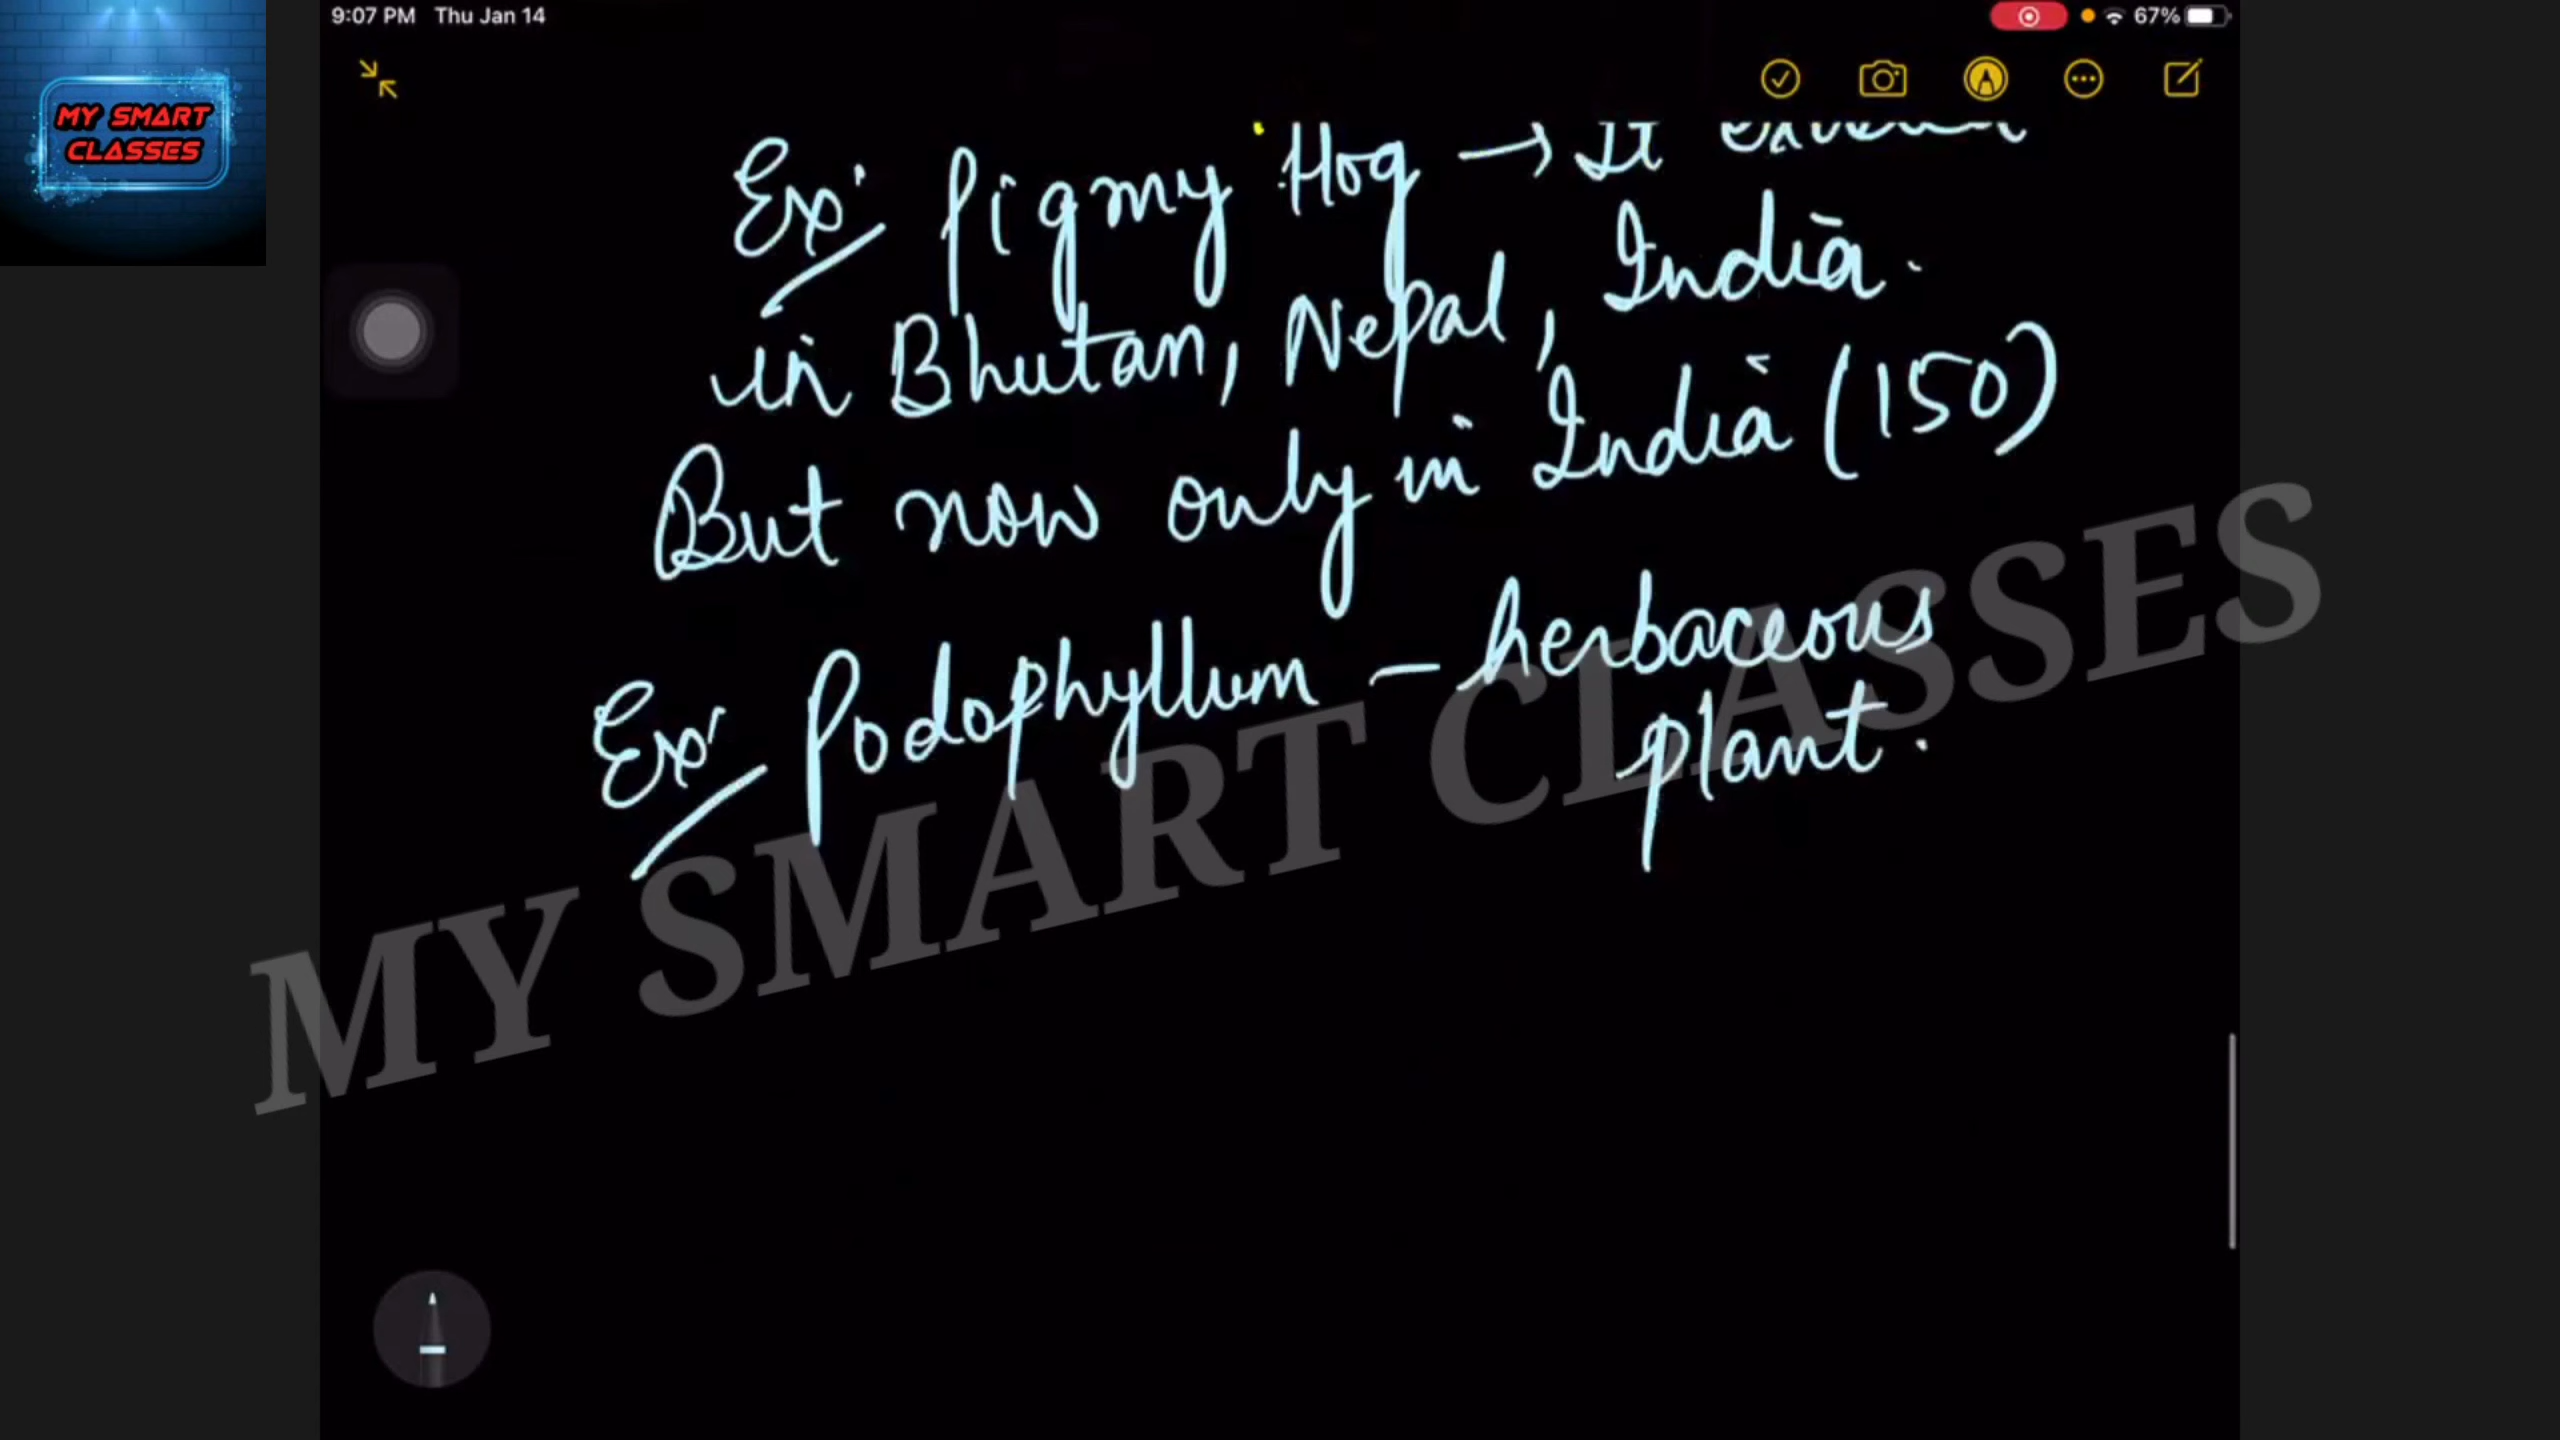 9:07 PM Thu Jan 14
67%
MY SMART
CLASSES
Ex' Pigmy Hog → It
in Bhutan, Nepal, India.
But now only in India (150)
Ex' Podophyllum - herbaceous
plant.
MY SMART CLASSES